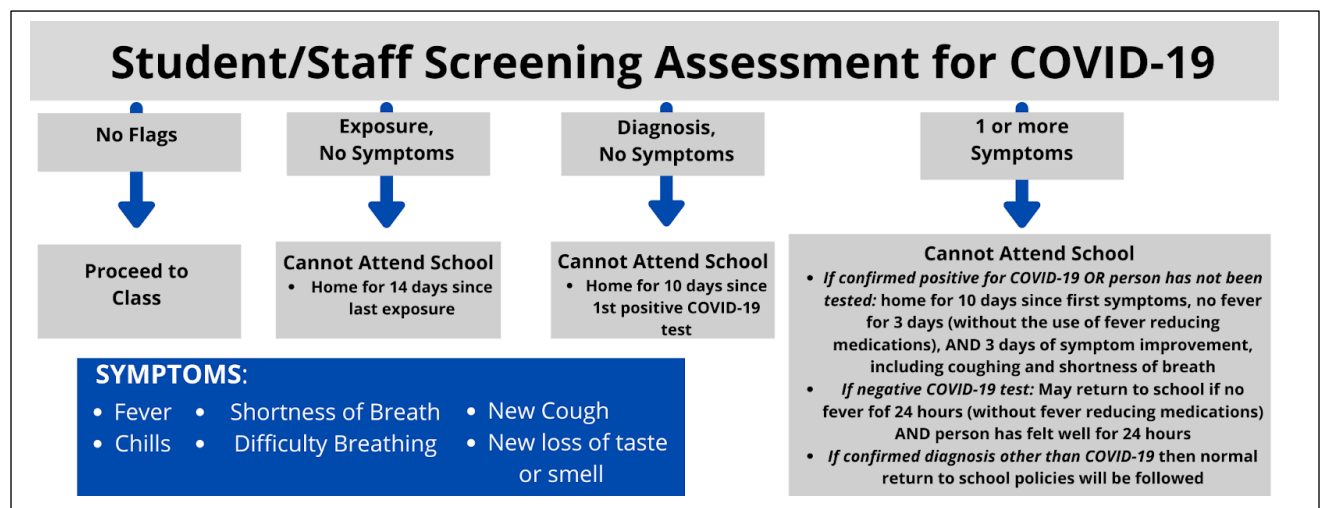 Student/Staff Screening Assessment for COVID-19
No Flags
Proceed to
Class
Exposure,
No Symptoms
Cannot Attend School
• Home for 14 days since
last exposure
Diagnosis,
No Symptoms
Cannot Attend School
• Home for 10 days since
1st positive COVID-19
test
1 or more
Symptoms
Cannot Attend School
• If confirmed positive for COVID-19 OR person has not been
tested: home for 10 days since first symptoms, no fever
for 3 days (without the use of fever reducing
medications), AND 3 days of symptom improvement,
including coughing and shortness of breath
• If negative COVID-19 test: May return to school if no
fever fof 24 hours (without fever reducing medications)
AND person has felt well for 24 hours
• If confirmed diagnosis other than COVID-19 then normal
return to school policies will be followed
SYMPTOMS:
• Fever
• Chills
• Shortness of Breath
• Difficulty Breathing
• New Cough
• New loss of taste
or smell